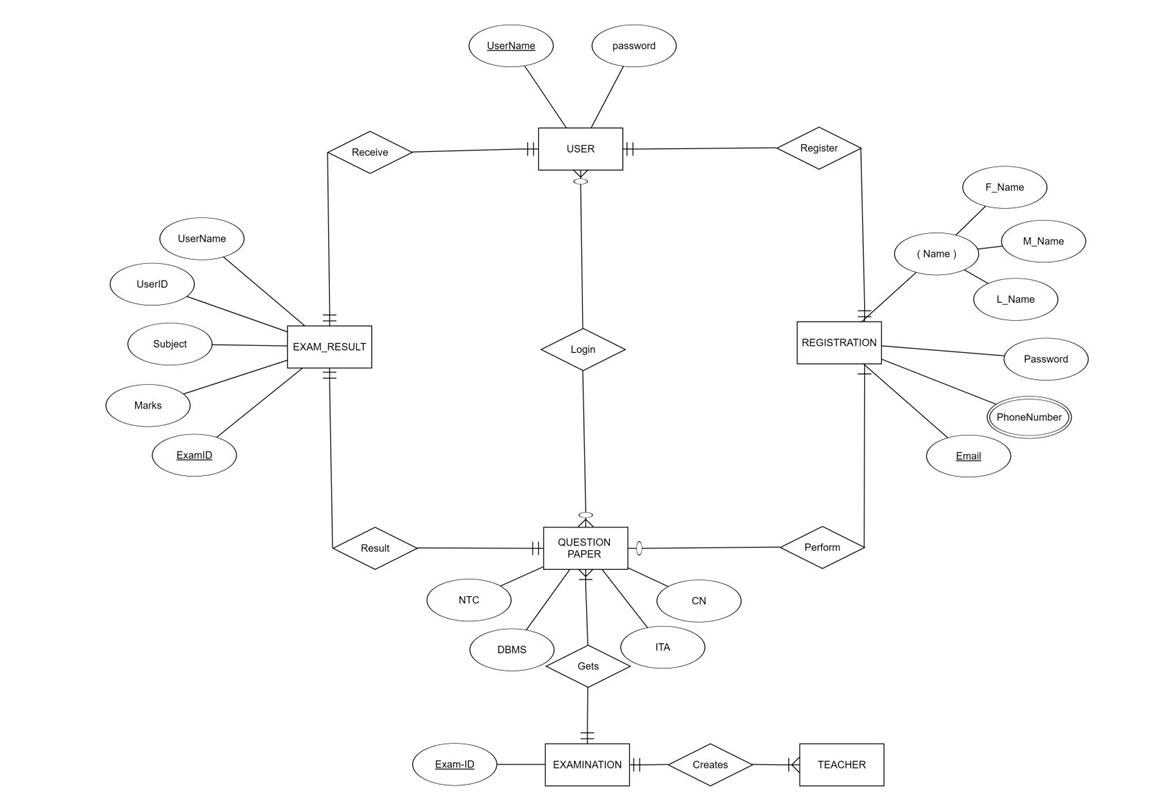 UserName
password
USER
Receive
Register
F_Name
( Name )
M_Name
L_Name
UserName
UserID
Subject
EXAM_RESULT
Marks
ExamID
Login
REGISTRATION
Password
PhoneNumber
Email
Result
QUESTION
PAPER
Perform
NTC
CN
DBMS
ITA
Gets
Exam-ID
EXAMINATION
Creates
TEACHER